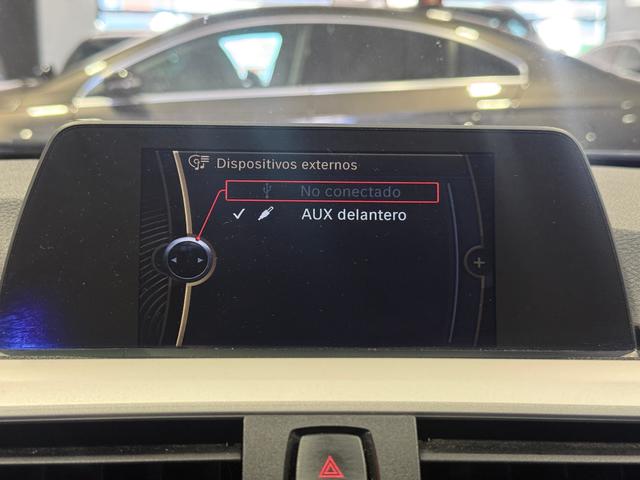 Dispositivos externos
No conectado
AUX delantero